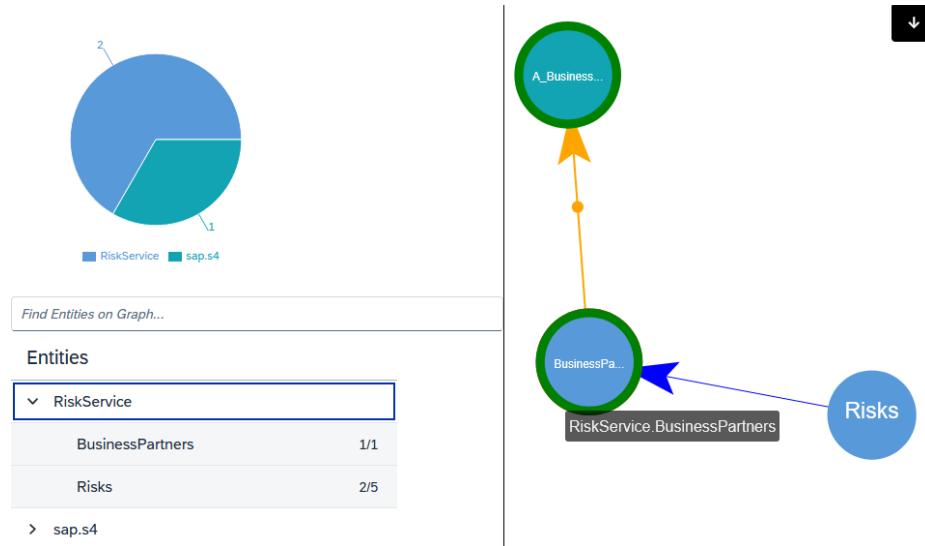 2
1
RiskService sap.s4
Find Entities on Graph...
Entities
RiskService
BusinessPartners 1/1
Risks 2/5
sap.s4
A_Business...
BusinessPa...
RiskService.BusinessPartners
Risks